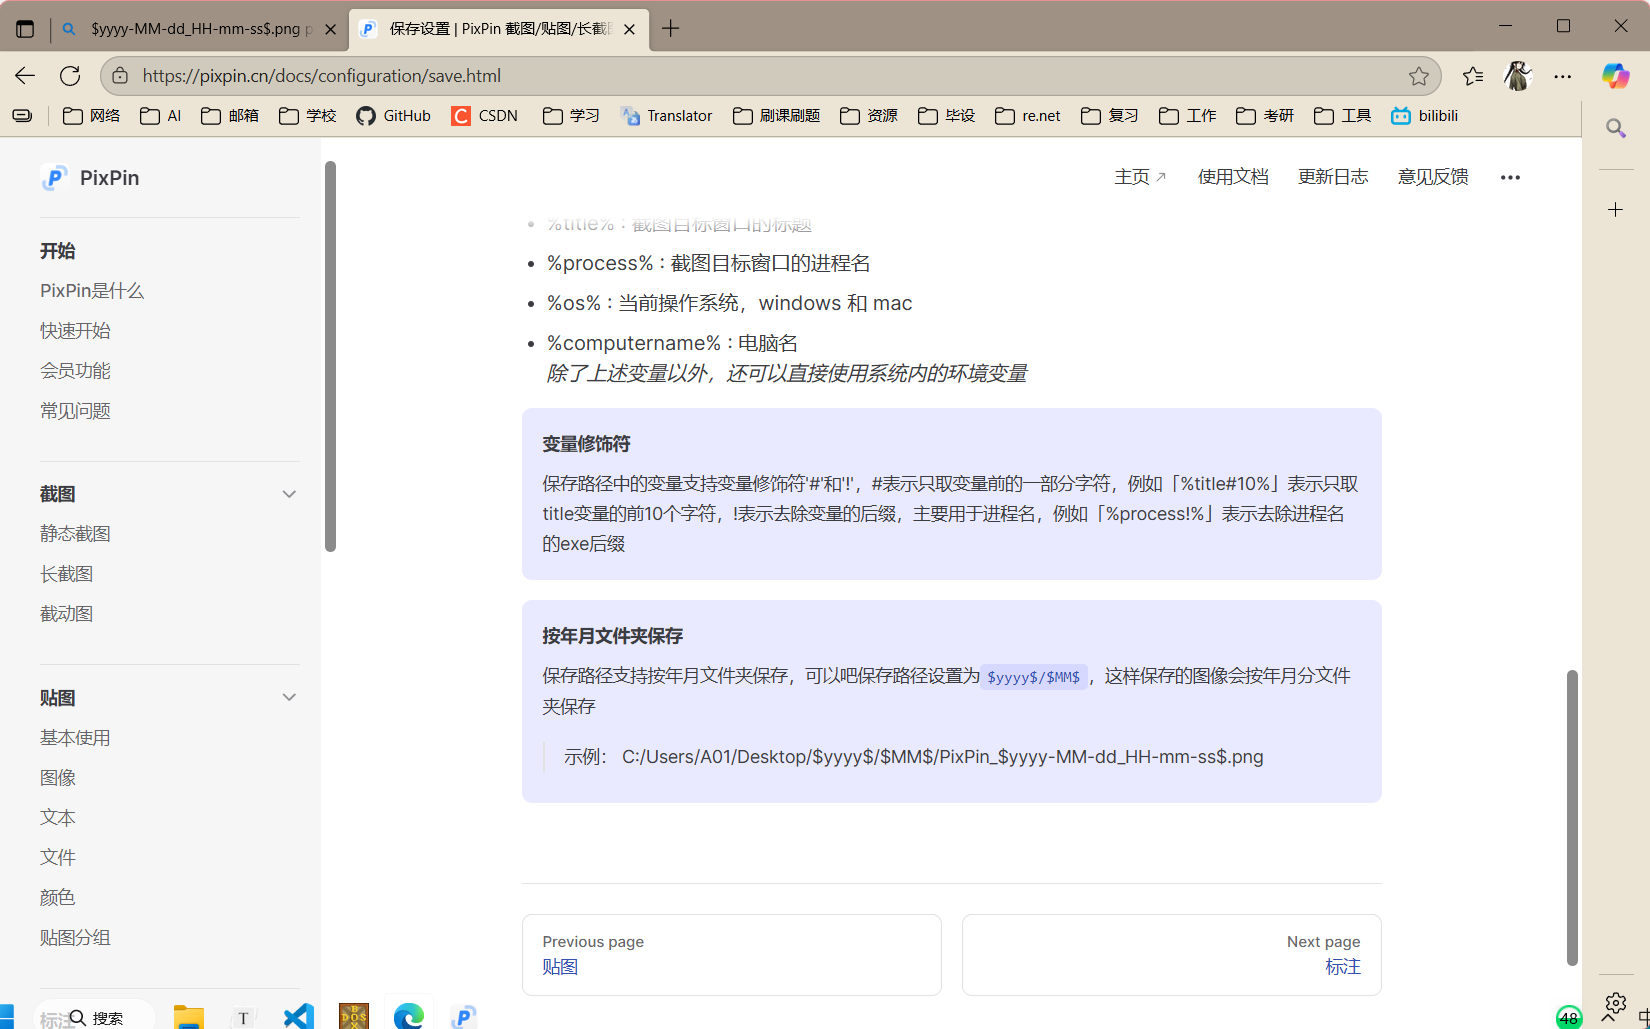 $yyyy-MM-dd_HH-mm-ss$.png p
保存设置 | PixPin 截图/贴图/长截图
https://pixpin.cn/docs/configuration/save.html
网络 AI 邮箱 学校 GitHub CSDN 学习 Translator 刷课刷题 资源 毕设 re.net 复习 工作 考研 工具 bilibili
PixPin
主页 使用文档 更新日志 意见反馈
开始
PixPin是什么
快速开始
会员功能
常见问题
截图
静态截图
长截图
截动图
贴图
基本使用
图像
文本
文件
颜色
贴图分组
标注
%title%：截图目标窗口的标题
%process%：截图目标窗口的进程名
%os%：当前操作系统，windows 和 mac
%computername%：电脑名
除了上述变量以外，还可以直接使用系统内的环境变量
变量修饰符
保存路径中的变量支持变量修饰符'#'和'!'，#表示只取变量前的一部分字符，例如「%title#10%」表示只取
title变量的前10个字符，!表示去除变量的后缀，主要用于进程名，例如「%process!%」表示去除进程名
的exe后缀
按年月文件夹保存
保存路径支持按年月文件夹保存，可以吧保存路径设置为 $yyyy$/$MM$ ，这样保存的图像会按年月分文件
夹保存
示例： C:/Users/A01/Desktop/$yyyy$/$MM$/PixPin_$yyyy-MM-dd_HH-mm-ss$.png
Previous page
贴图
Next page
标注
搜索
48